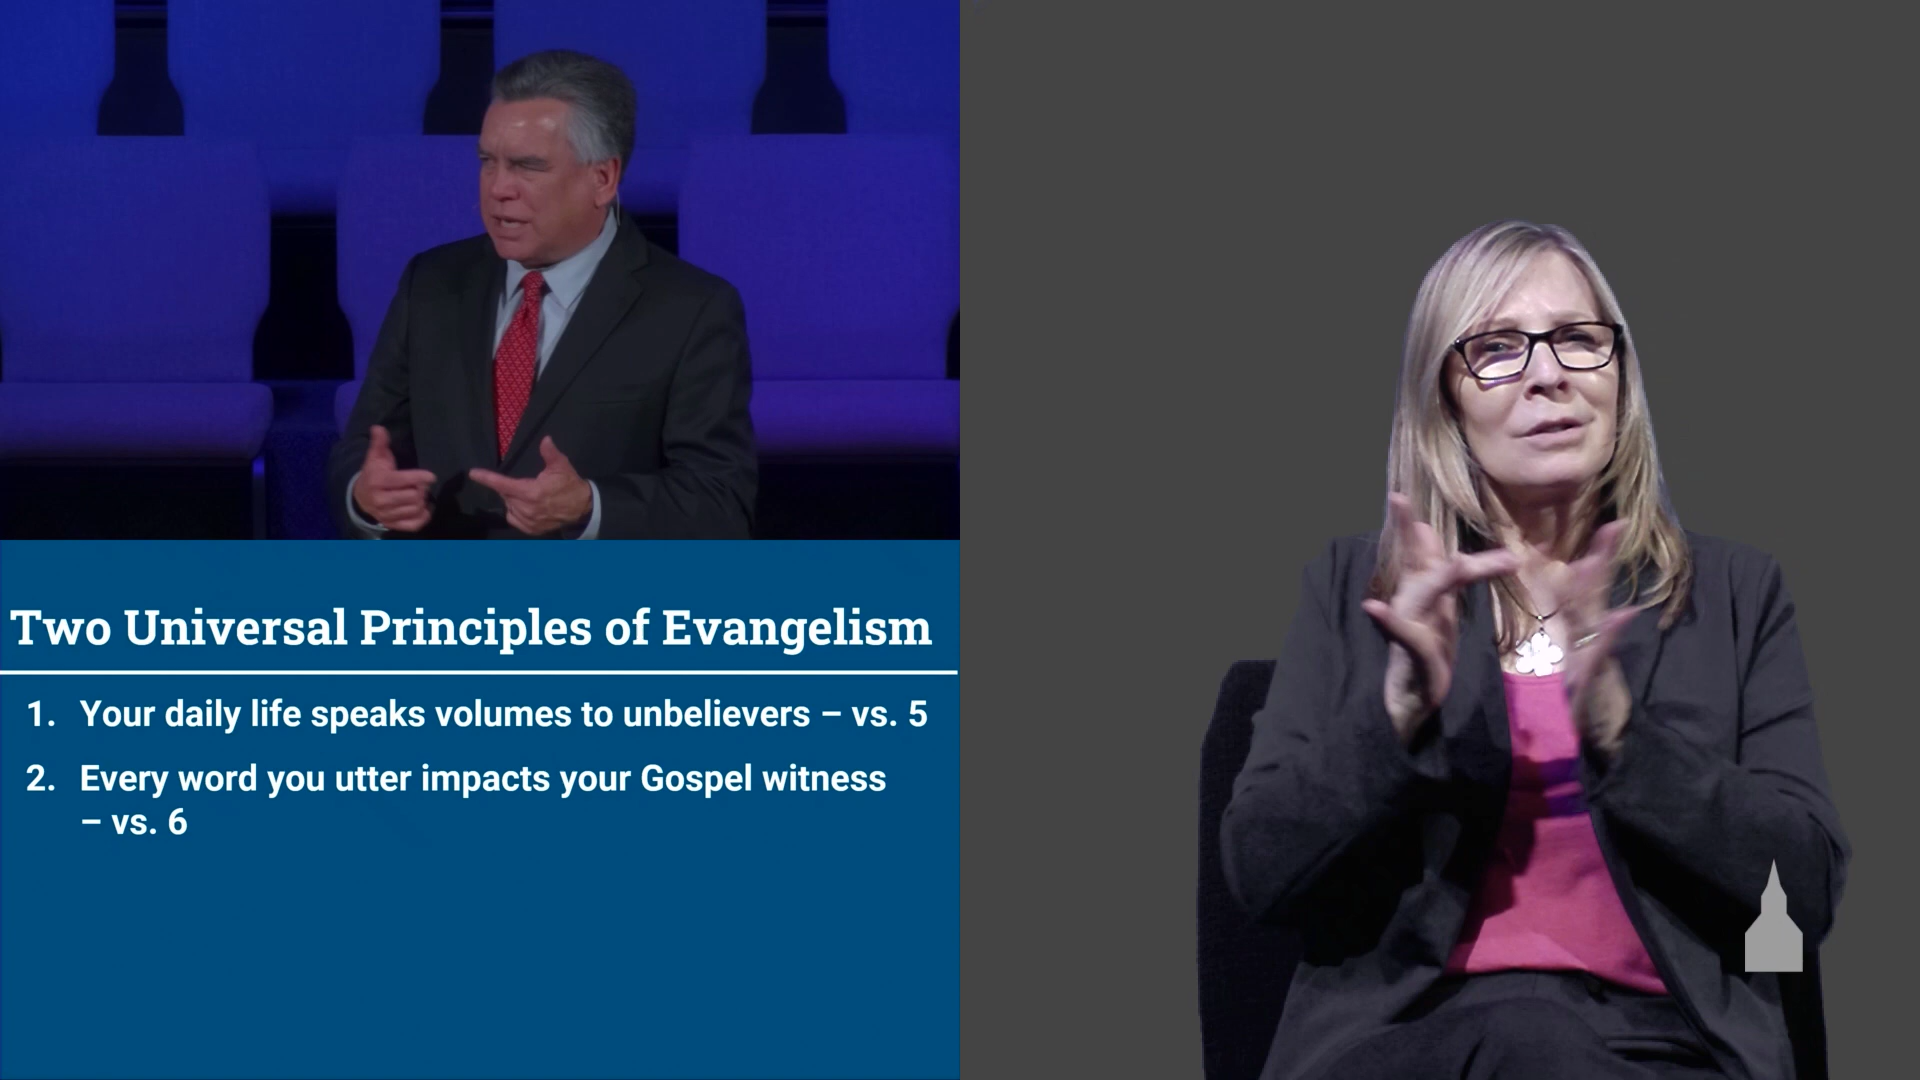 Two Universal Principles of Evangelism
1. Your daily life speaks volumes to unbelievers – vs. 5
2. Every word you utter impacts your Gospel witness
– vs. 6